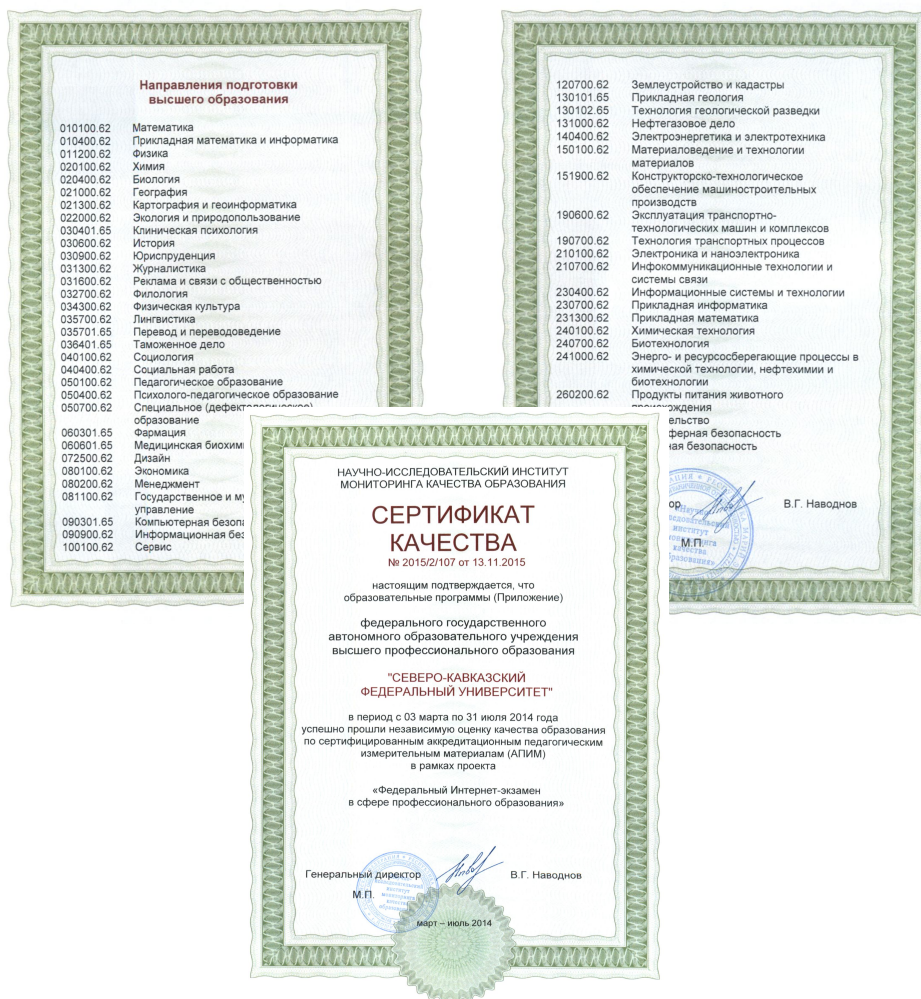 Направления подготовки
высшего образования
010100.62 Математика
010400.62 Прикладная математика и информатика
011200.62 Физика
020100.62 Химия
020400.62 Биология
021000.62 География
021300.62 Картография и геоинформатика
022000.62 Экология и природопользование
030401.65 Клиническая психология
030600.62 История
030900.62 Юриспруденция
031300.62 Журналистика
031600.62 Реклама и связи с общественностью
032700.62 Филология
034300.62 Физическая культура
035700.62 Лингвистика
035701.65 Перевод и переводоведение
036401.65 Таможенное дело
040100.62 Социология
040400.62 Социальная работа
050100.62 Педагогическое образование
050400.62 Психолого-педагогическое образование
050700.62 Специальное (дефектологическое)
образование
060301.65 Фармация
060601.65 Медицинская биохим
072500.62 Дизайн
080100.62 Экономика
080200.62 Менеджмент
081100.62 Государственное и му
управление
090301.65 Компьютерная безопа
090900.62 Информационная без
100100.62 Сервис
120700.62 Землеустройство и кадастры
130101.65 Прикладная геология
130102.65 Технология геологической разведки
131000.62 Нефтегазовое дело
140400.62 Электроэнергетика и электротехника
150100.62 Материаловедение и технологии
материалов
151900.62 Конструкторско-технологическое
обеспечение машиностроительных
производств
190600.62 Эксплуатация транспортно-
технологических машин и комплексов
190700.62 Технология транспортных процессов
210100.62 Электроника и наноэлектроника
210700.62 Инфокоммуникационные технологии и
системы связи
230400.62 Информационные системы и технологии
230700.62 Прикладная информатика
231300.62 Прикладная математика
240100.62 Химическая технология
240700.62 Биотехнология
241000.62 Энерго- и ресурсосберегающие процессы в
химической технологии, нефтехимии и
биотехнологии
260200.62 Продукты питания животного
происхождения
ельство
ферная безопасность
ная безопасность
ор В.Г. Наводнов
М.П.
НАУЧНО-ИССЛЕДОВАТЕЛЬСКИЙ ИНСТИТУТ
МОНИТОРИНГА КАЧЕСТВА ОБРАЗОВАНИЯ
СЕРТИФИКАТ
КАЧЕСТВА
№ 2015/2/107 от 13.11.2015
настоящим подтверждается, что
образовательные программы (Приложение)
федерального государственного
автономного образовательного учреждения
высшего профессионального образования
"СЕВЕРО-КАВКАЗСКИЙ
ФЕДЕРАЛЬНЫЙ УНИВЕРСИТЕТ"
в период с 03 марта по 31 июля 2014 года
успешно прошли независимую оценку качества образования
по сертифицированным аккредитационным педагогическим
измерительным материалам (АПИМ)
в рамках проекта
«Федеральный Интернет-экзамен
в сфере профессионального образования»
Генеральный директор В.Г. Наводнов
М.П.
март – июль 2014